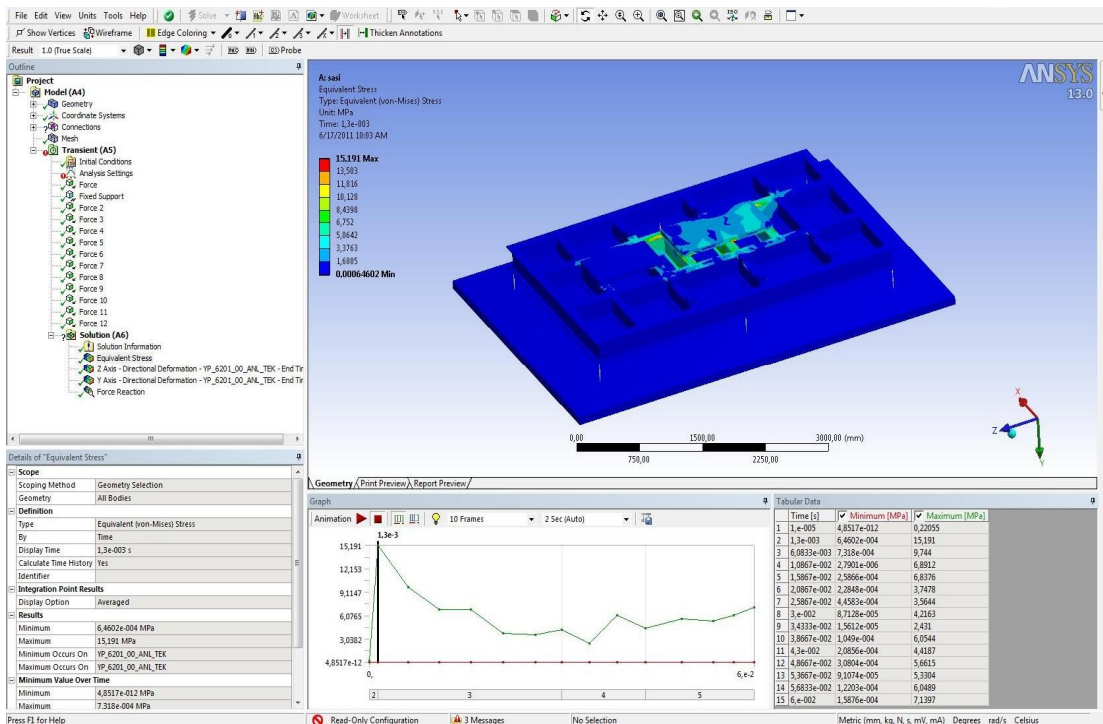 File Edit View Units Tools Help
Solve
Worksheet
Show Vertices Wireframe Edge Coloring Thicken Annotations
Result 1.0 (True Scale) Probe
Outline
Project
Model (A4)
Geometry
Coordinate Systems
Connections
Mesh
Transient (A5)
Initial Conditions
Analysis Settings
Force
Fixed Support
Force 2
Force 3
Force 4
Force 5
Force 6
Force 7
Force 8
Force 9
Force 10
Force 11
Force 12
Solution (A6)
Solution Information
Equivalent Stress
Z Axis - Directional Deformation - YP_6201_00_ANL_TEK - End Tir
Y Axis - Directional Deformation - YP_6201_00_ANL_TEK - End Tir
Force Reaction
A: sasi
Equivalent Stress
Type: Equivalent (von-Mises) Stress
Unit: MPa
Time: 1,3e-003
6/17/2011 10:03 AM
15,191 Max
13,503
11,816
10,128
8,4398
6,752
5,0642
3,3763
1,6885
0,00064602 Min
ANSYS
13.0
X
Z
Y
0,00 1500,00 3000,00 (mm)
750,00 2250,00
Geometry Print Preview Report Preview
Details of "Equivalent Stress"
Scope
Scoping Method Geometry Selection
Geometry All Bodies
Definition
Type Equivalent (von-Mises) Stress
By Time
Display Time 1,3e-003 s
Calculate Time History Yes
Identifier
Integration Point Results
Display Option Averaged
Results
Minimum 6,4602e-004 MPa
Maximum 15,191 MPa
Minimum Occurs On YP_6201_00_ANL_TEK
Maximum Occurs On YP_6201_00_ANL_TEK
Minimum Value Over Time
Minimum 4,8517e-012 MPa
Maximum 7,318e-004 MPa
Graph
Animation 10 Frames 2 Sec (Auto)
1,3e-3
15,191
12,153
9,1147
6,0765
3,0382
4,8517e-12
0, 6,e-2
2 3 4 5
Tabular Data
Time [s] Minimum [MPa] Maximum [MPa]
1 1,e-005 4,8517e-012 0,22055
2 1,3e-003 6,4602e-004 15,191
3 6,0833e-003 7,318e-004 9,744
4 1,0867e-002 2,7901e-006 6,8912
5 1,5867e-002 2,5866e-004 6,8376
6 2,0867e-002 2,2848e-004 3,7478
7 2,5867e-002 4,4583e-004 3,5644
8 3,e-002 8,7128e-005 4,2163
9 3,4333e-002 1,5612e-005 2,431
10 3,8667e-002 1,049e-004 6,0544
11 4,3e-002 2,0856e-004 4,4187
12 4,8667e-002 3,0804e-004 5,6615
13 5,3667e-002 9,1074e-005 5,3304
14 5,6833e-002 1,2203e-004 6,0489
15 6,e-002 1,5876e-004 7,1397
Press F1 for Help Read-Only Configuration 3 Messages No Selection Metric (mm, kg, N, s, mV, mA) Degrees rad/s Celsius